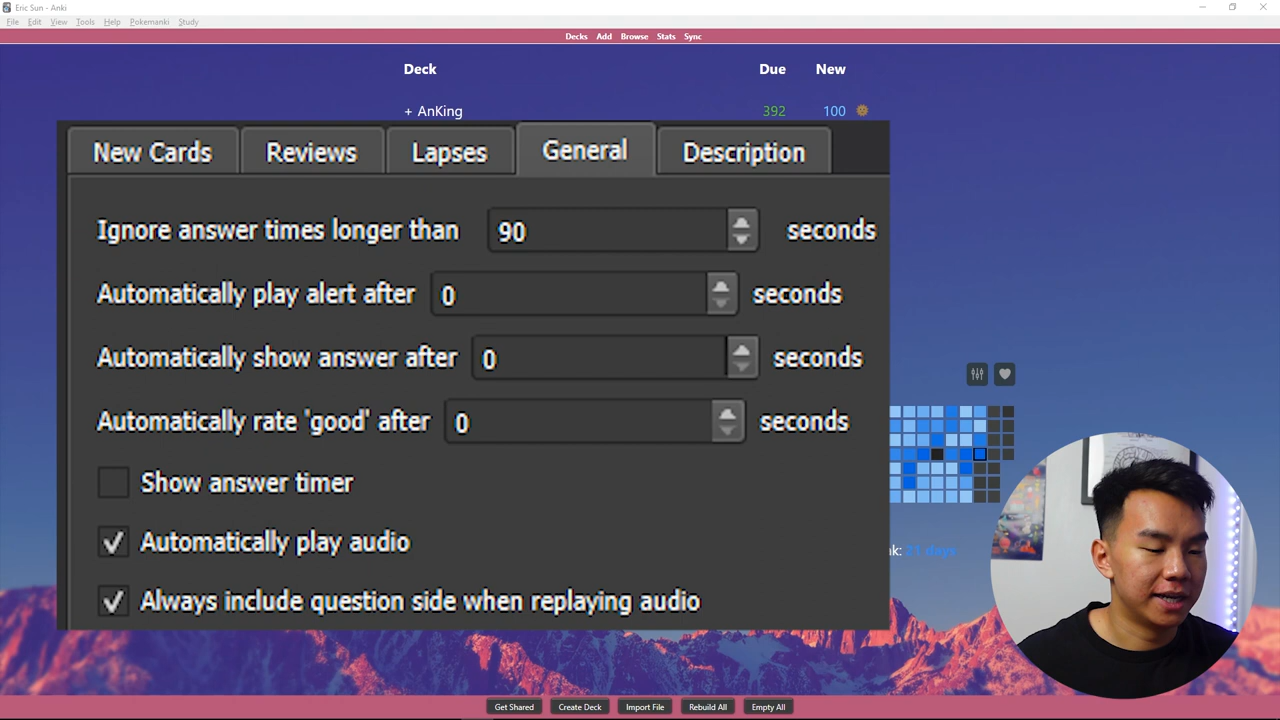 Eric Sun - Anki
File Edit View Tools Help Pokemanki Study
Decks Add Browse Stats Sync
Deck Due New
+ AnKing 392 100
New Cards Reviews Lapses General Description
Ignore answer times longer than 90 seconds
Automatically play alert after 0 seconds
Automatically show answer after 0 seconds
Automatically rate 'good' after 0 seconds
Show answer timer
Automatically play audio
Always include question side when replaying audio
days
Get Shared Create Deck Import File Rebuild All Empty All